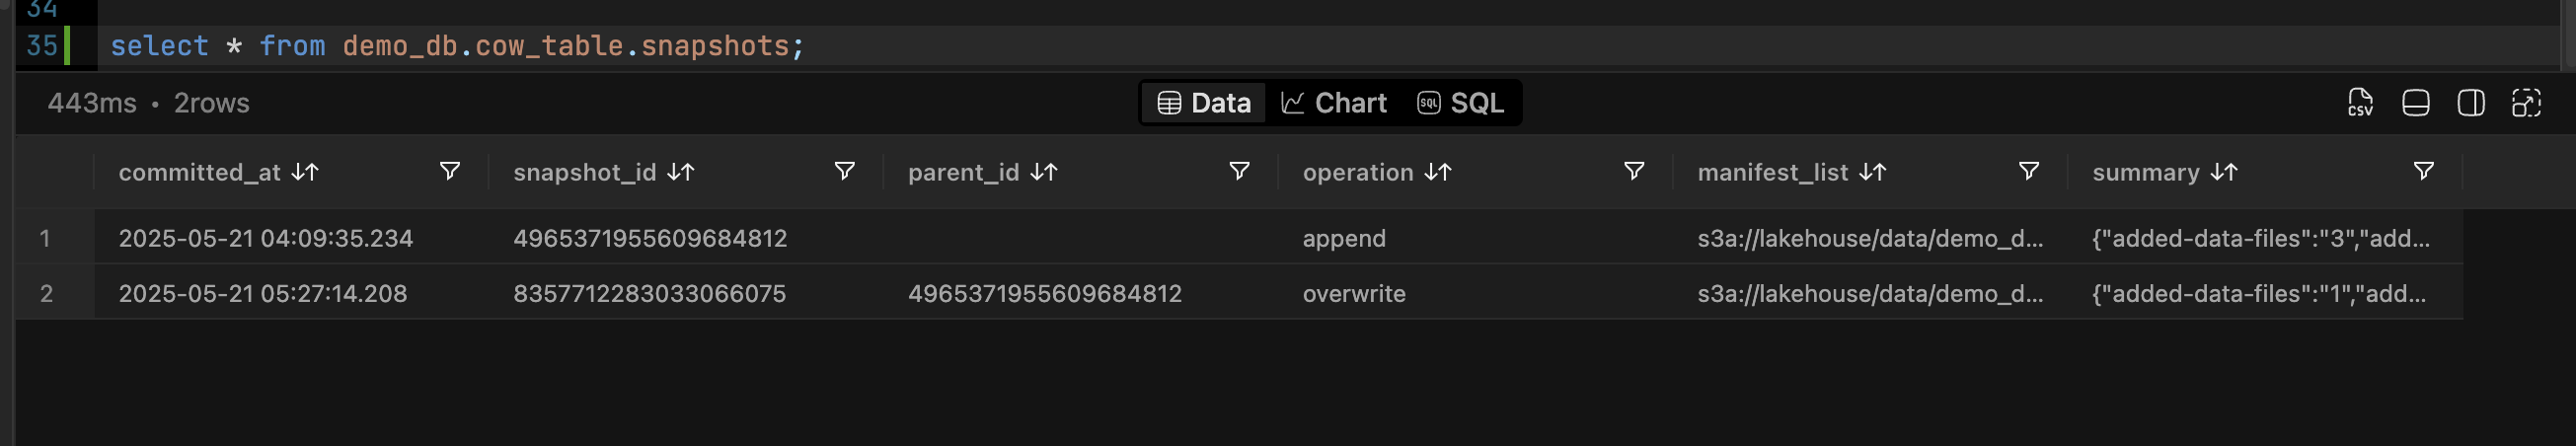 34
35 select * from demo_db.cow_table.snapshots;
443ms • 2rows
Data Chart SQL SQL
CSV
committed_at snapshot_id parent_id operation manifest_list summary
1 2025-05-21 04:09:35.234 4965371955609684812 append s3a://lakehouse/data/demo_d... {"added-data-files":"3","add...
2 2025-05-21 05:27:14.208 8357712283033066075 4965371955609684812 overwrite s3a://lakehouse/data/demo_d... {"added-data-files":"1","add...